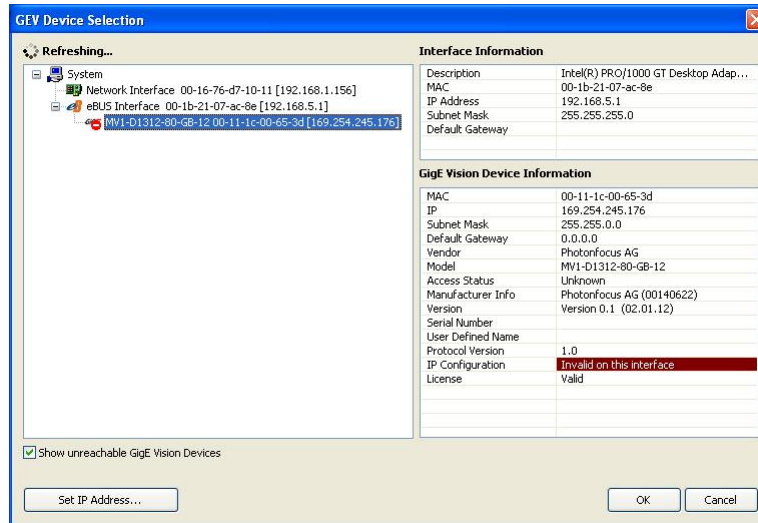 GEV Device Selection
Refreshing...
System
Network Interface 00-16-76-d7-10-11 [192.168.1.156]
eBUS Interface 00-1b-21-07-ac-8e [192.168.5.1]
MV1-D1312-80-GB-12 00-11-1c-00-65-3d [169.254.245.176]
Show unreachable GigE Vision Devices
Set IP Address...
Interface Information
Description Intel(R) PRO/1000 GT Desktop Adap...
MAC 00-1b-21-07-ac-8e
IP Address 192.168.5.1
Subnet Mask 255.255.255.0
Default Gateway
GigE Vision Device Information
MAC 00-11-1c-00-65-3d
IP 169.254.245.176
Subnet Mask 255.255.0.0
Default Gateway 0.0.0.0
Vendor Photonfocus AG
Model MV1-D1312-80-GB-12
Access Status Unknown
Manufacturer Info Photonfocus AG (00140622)
Version Version 0.1 (02.01.12)
Serial Number
User Defined Name
Protocol Version 1.0
IP Configuration Invalid on this interface
License Valid
OK Cancel